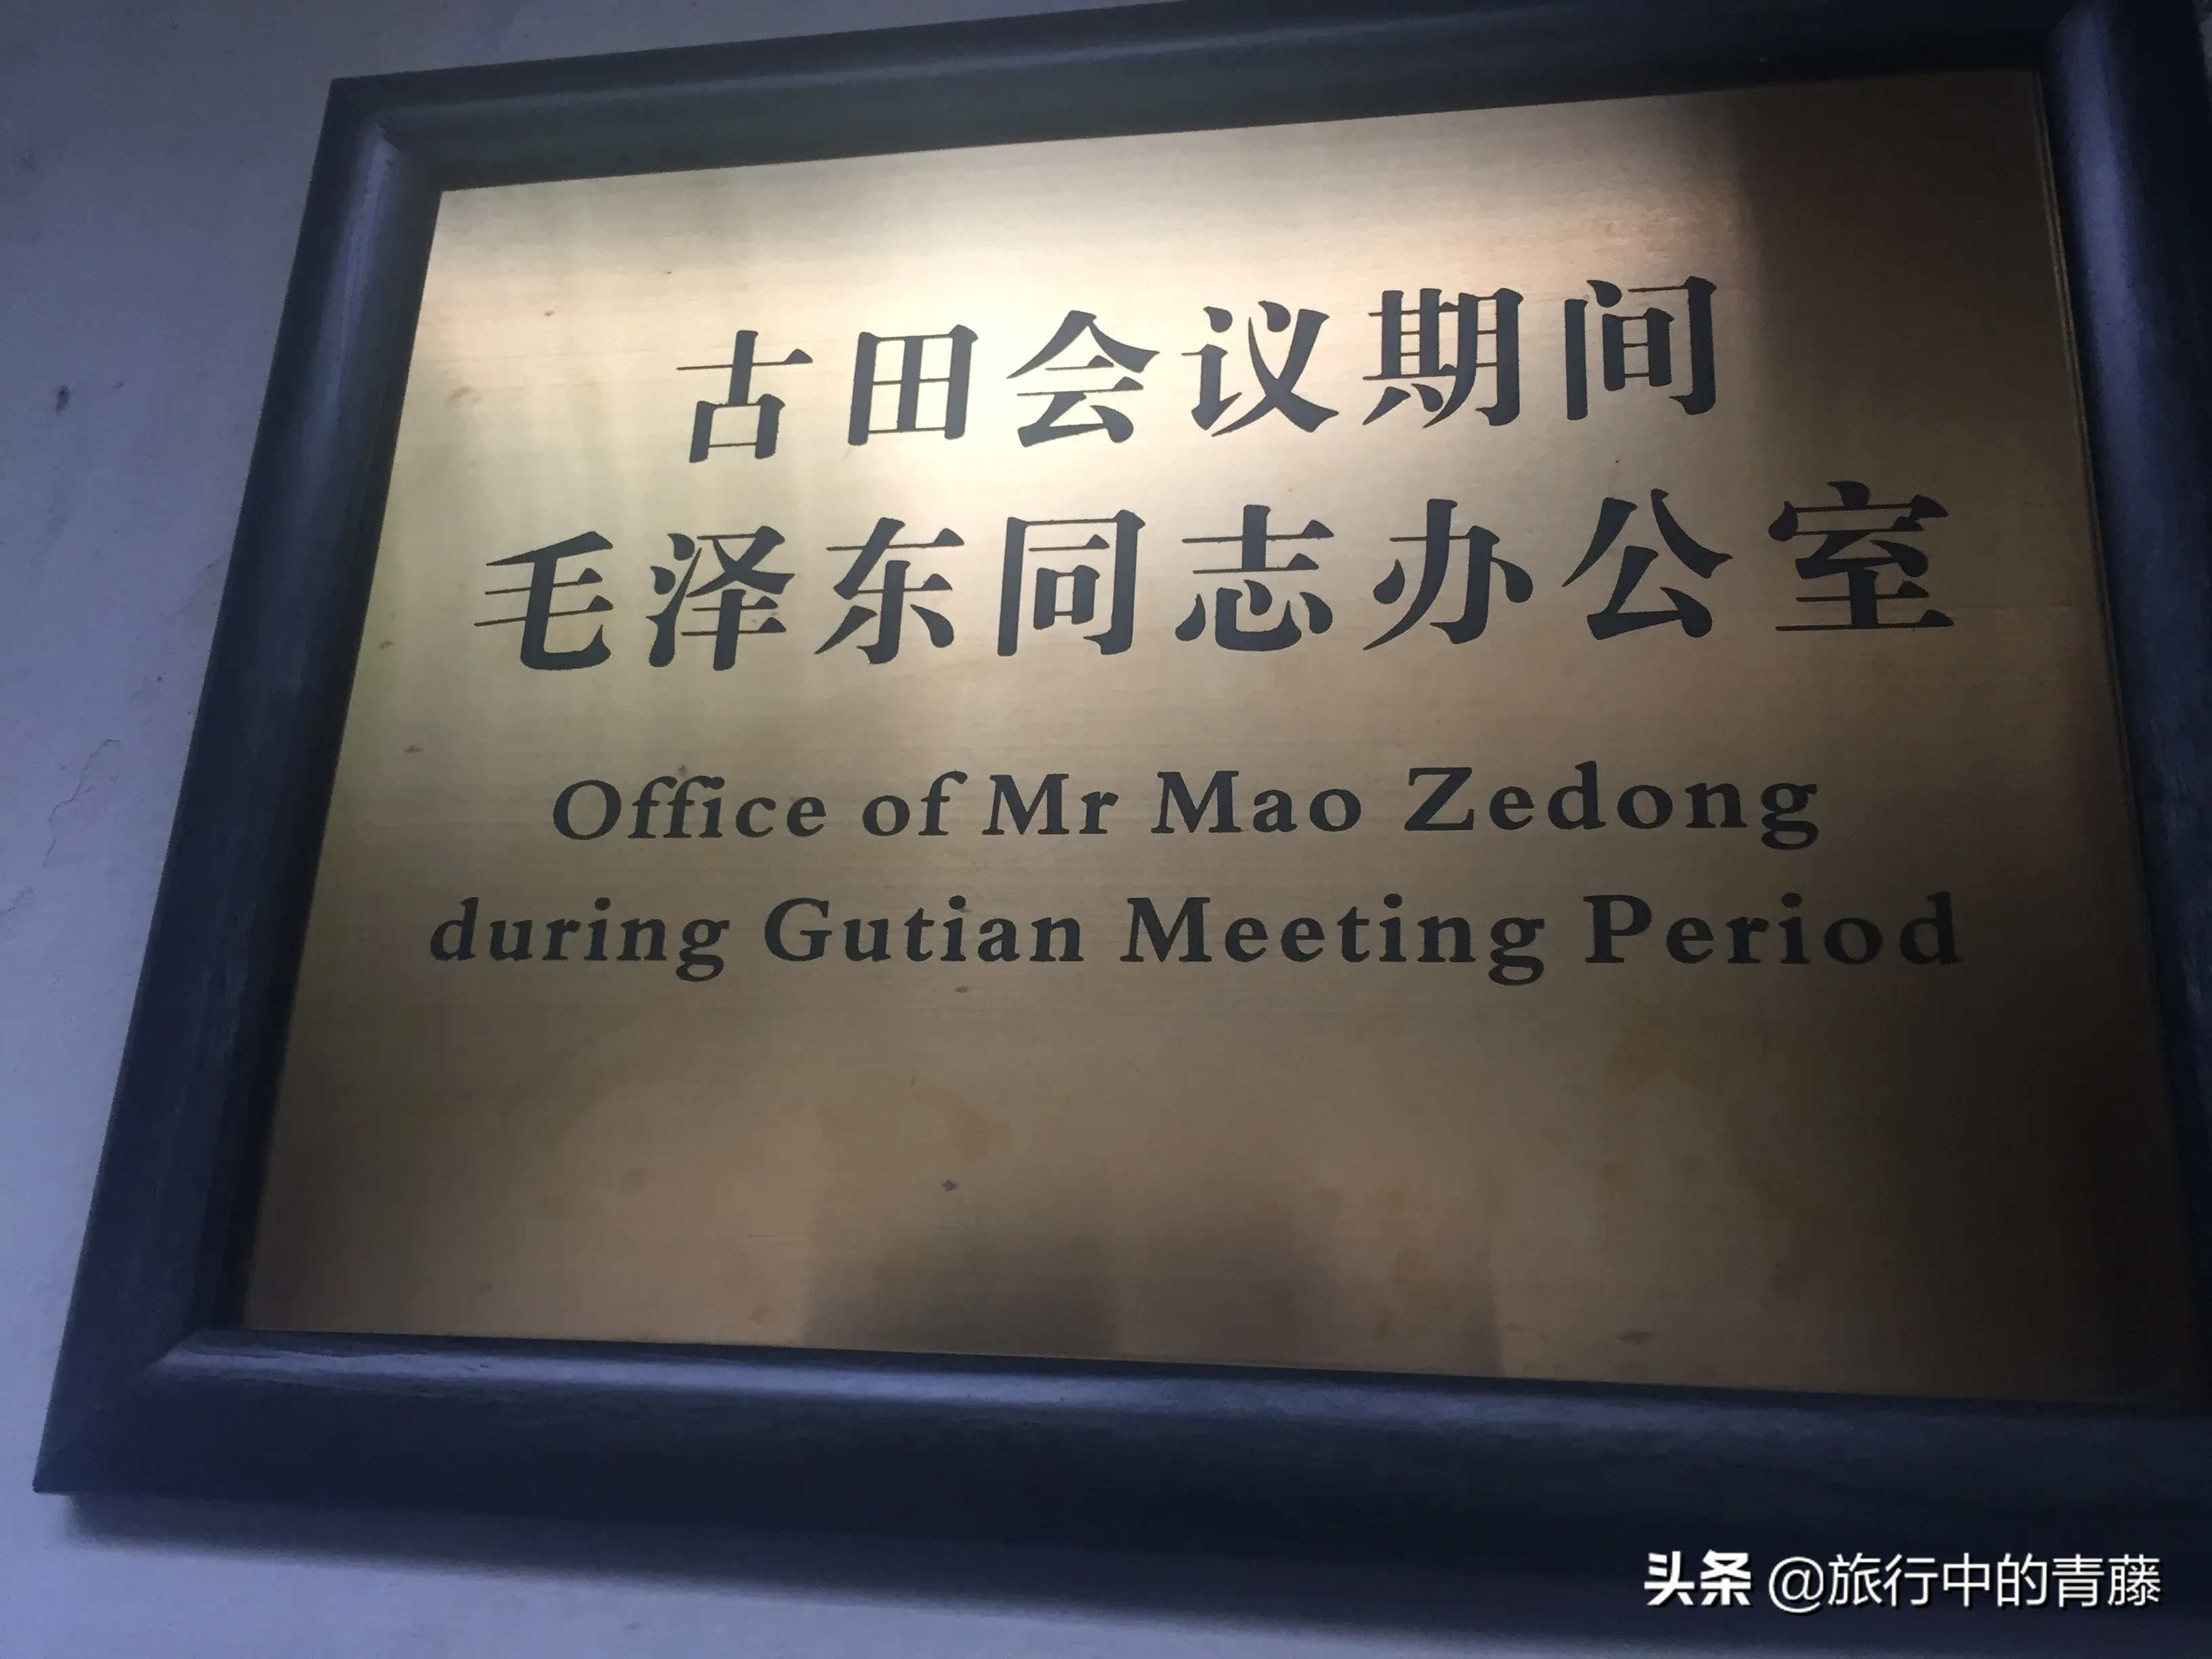 古田会议期间
毛泽东同志办公室
Office of Mr Mao Zedong
during Gutian Meeting Period
头条 @旅行中的青藤